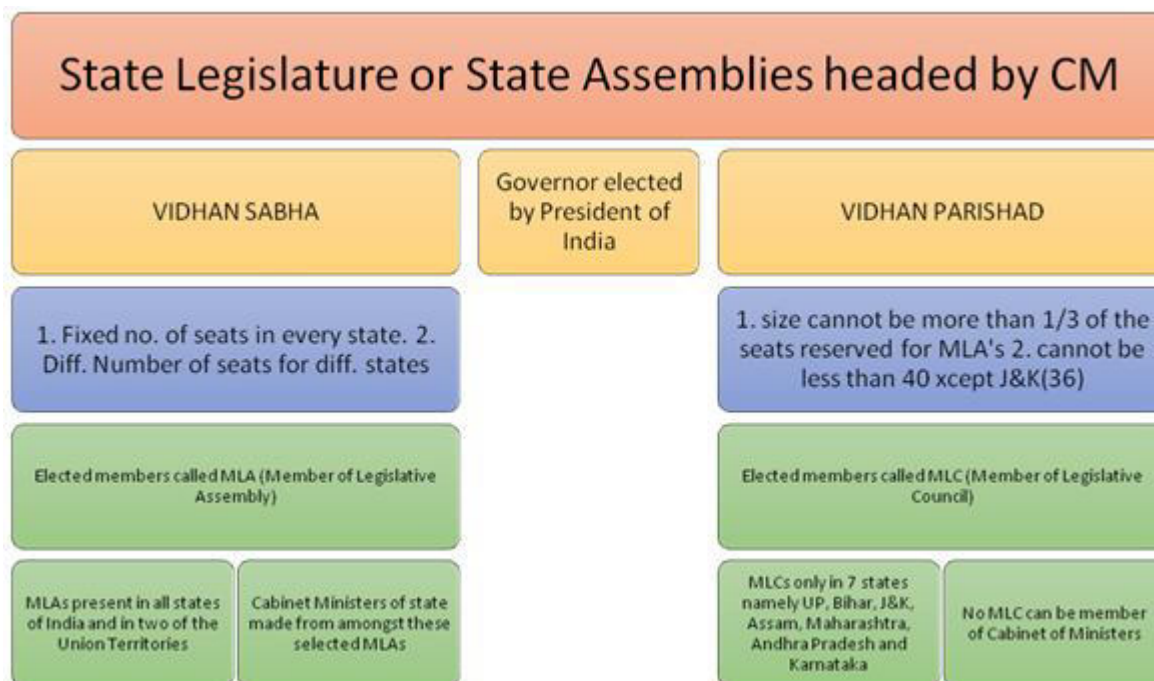 State Legislature or State Assemblies headed by CM
VIDHAN SABHA
Governor elected
by President of
India
VIDHAN PARISHAD
1. Fixed no. of seats in every state. 2.
Diff. Number of seats for diff. states
1. size cannot be more than 1/3 of the
seats reserved for MLA's 2. cannot be
less than 40 xcept J&K(36)
Elected members called MLA (Member of Legislative
Assembly)
Elected members called MLC (Member of Legislative
Council)
MLAs present in all states
of India and in two of the
Union Territories
Cabinet Ministers of state
made from amongst these
selected MLAs
MLCs only in 7 states
namely UP, Bihar, J&K,
Assam, Maharashtra,
Andhra Pradesh and
Karnataka
No MLC can be member
of Cabinet of Ministers